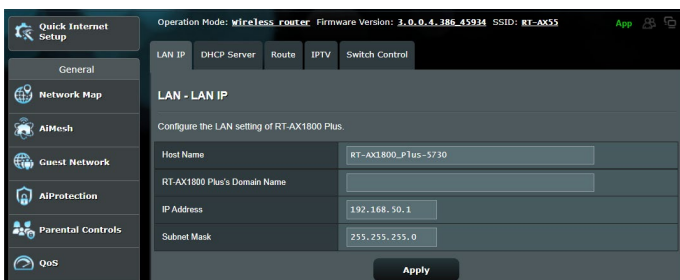 Quick Internet Setup
Operation Mode: Wireless router Firmware Version: 3.0.0.4.386_45934 SSID: RT-AX55
App
LAN IP DHCP Server Route IPTV Switch Control
General
Network Map
AiMesh
Guest Network
AiProtection
Parental Controls
QoS
LAN - LAN IP
Configure the LAN setting of RT-AX1800 Plus.
Host Name RT-AX1800_Plus-5730
RT-AX1800 Plus's Domain Name
IP Address 192.168.50.1
Subnet Mask 255.255.255.0
Apply